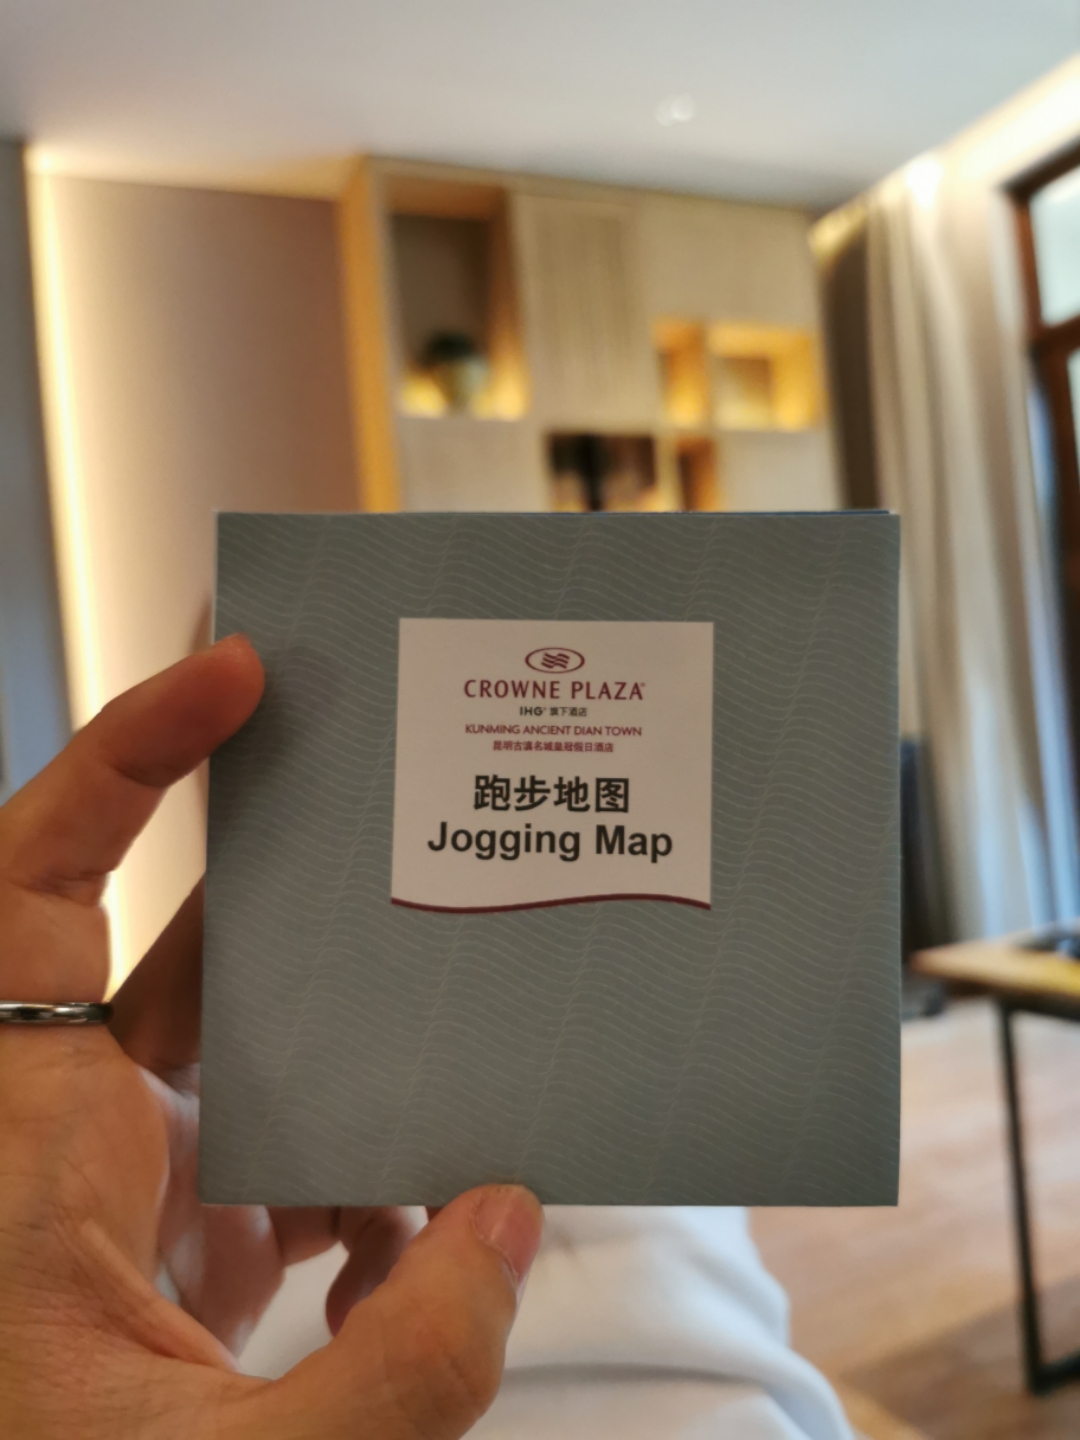 CROWNE PLAZA
IHG® 旗下酒店
KUNMING ANCIENT DIAN TOWN
昆明古滇名城皇冠假日酒店
跑步地图
Jogging Map